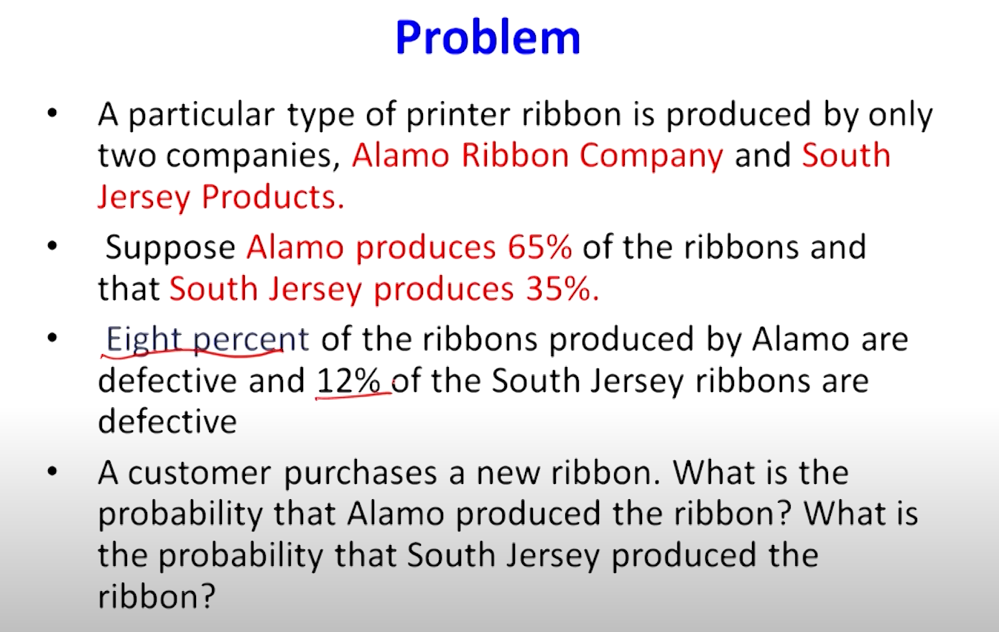 Problem
• A particular type of printer ribbon is produced by only
two companies, Alamo Ribbon Company and South
Jersey Products.
• Suppose Alamo produces 65% of the ribbons and
that South Jersey produces 35%.
• Eight percent of the ribbons produced by Alamo are
defective and 12% of the South Jersey ribbons are
defective
• A customer purchases a new ribbon. What is the
probability that Alamo produced the ribbon? What is
the probability that South Jersey produced the
ribbon?